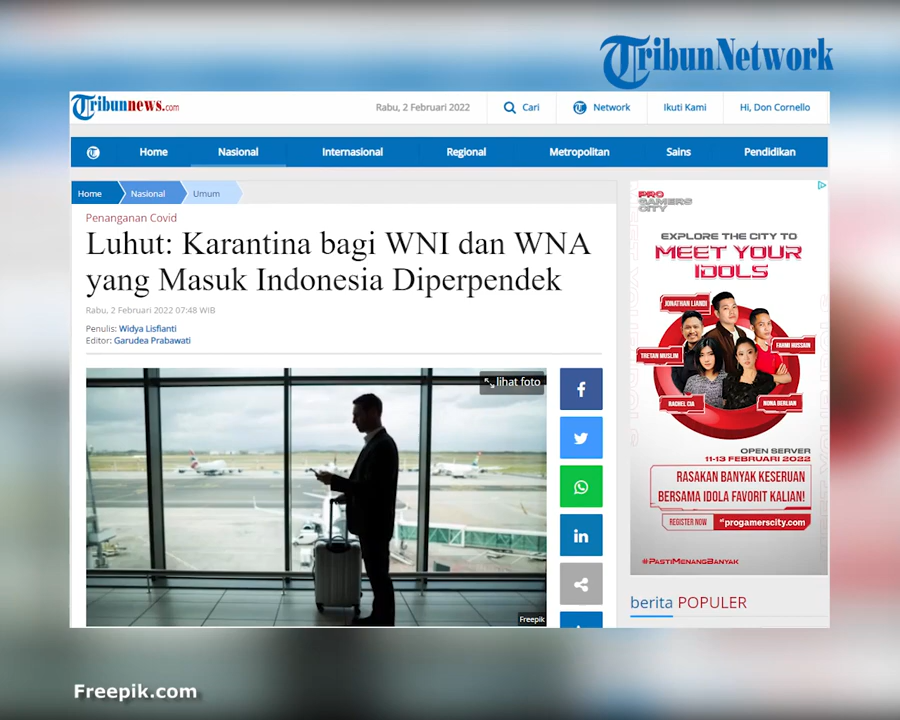 TribunNetwork
Tribunnews.com
Rabu, 2 Februari 2022
Cari
Network
Ikuti Kami
Hi, Don Cornello
Home
Nasional
Internasional
Regional
Metropolitan
Sains
Pendidikan
Home
Nasional
Umum
Penanganan Covid
Luhut: Karantina bagi WNI dan WNA
yang Masuk Indonesia Diperpendek
Rabu, 2 Februari 2022 07:48 WIB
Penulis: Widya Lisfianti
Editor: Garudea Prabawati
lihat foto
Freepik
PRO
GAMERS
CITY
EXPLORE THE CITY TO
MEET YOUR
IDOLS
JONATHAN LIANDI
TRETAN MUSLIM
FAHMI HUSSAIN
RACHEL CIA
NONA BERLIAN
OPEN SERVER
11-13 FEBRUARI 2022
RASAKAN BANYAK KESERUAN
BERSAMA IDOLA FAVORIT KALIAN!
REGISTER NOW
at progamerscity.com
#PASTIMENANGBANYAK
berita POPULER
Freepik.com